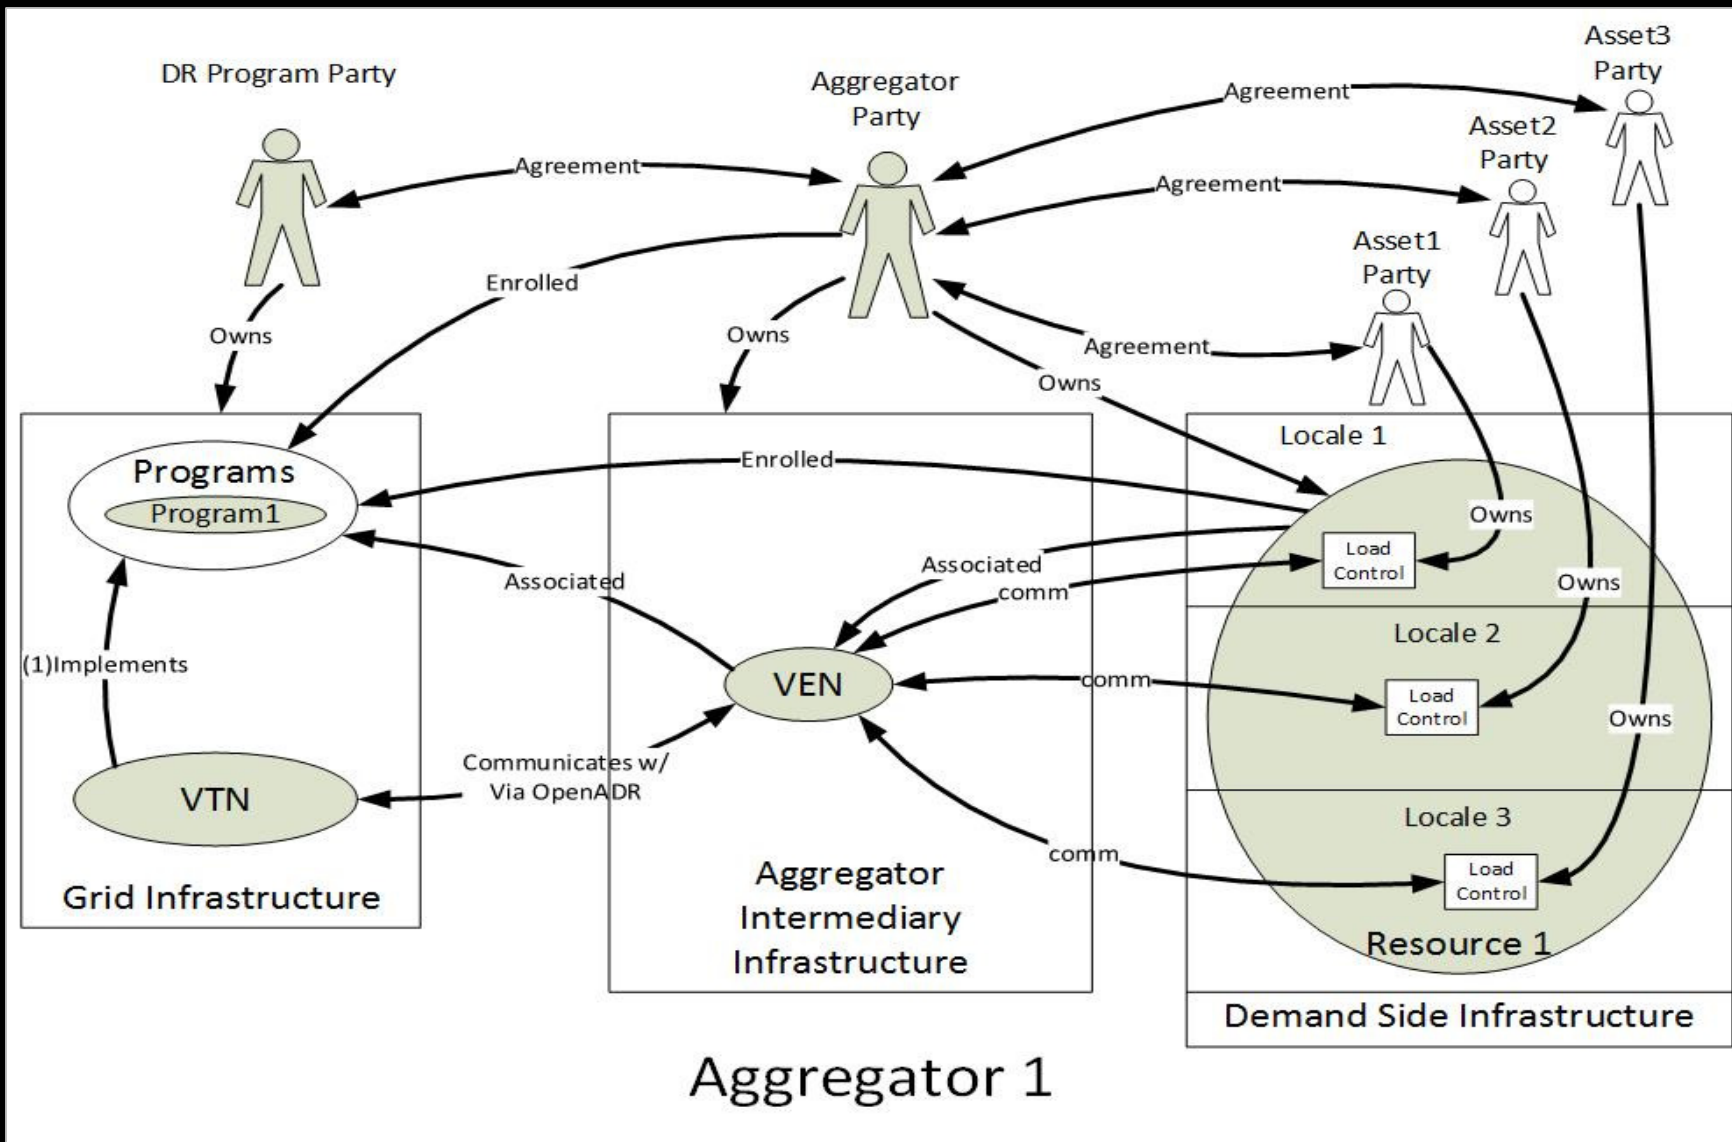 Asset3
Party
DR Program Party
Aggregator
Party
Agreement
Asset2
Party
Agreement
Agreement
Asset1
Party
Enrolled
Owns
Owns
Agreement
Owns
Locale 1
Enrolled
Programs
Program1
Owns
Load
Control
Associated
Associated
comm
Owns
Locale 2
(1)Implements
VEN
comm
Load
Control
Owns
Communicates w/
Via OpenADR
VTN
Locale 3
comm
Load
Control
Aggregator
Intermediary
Infrastructure
Grid Infrastructure
Resource 1
Demand Side Infrastructure
Aggregator 1